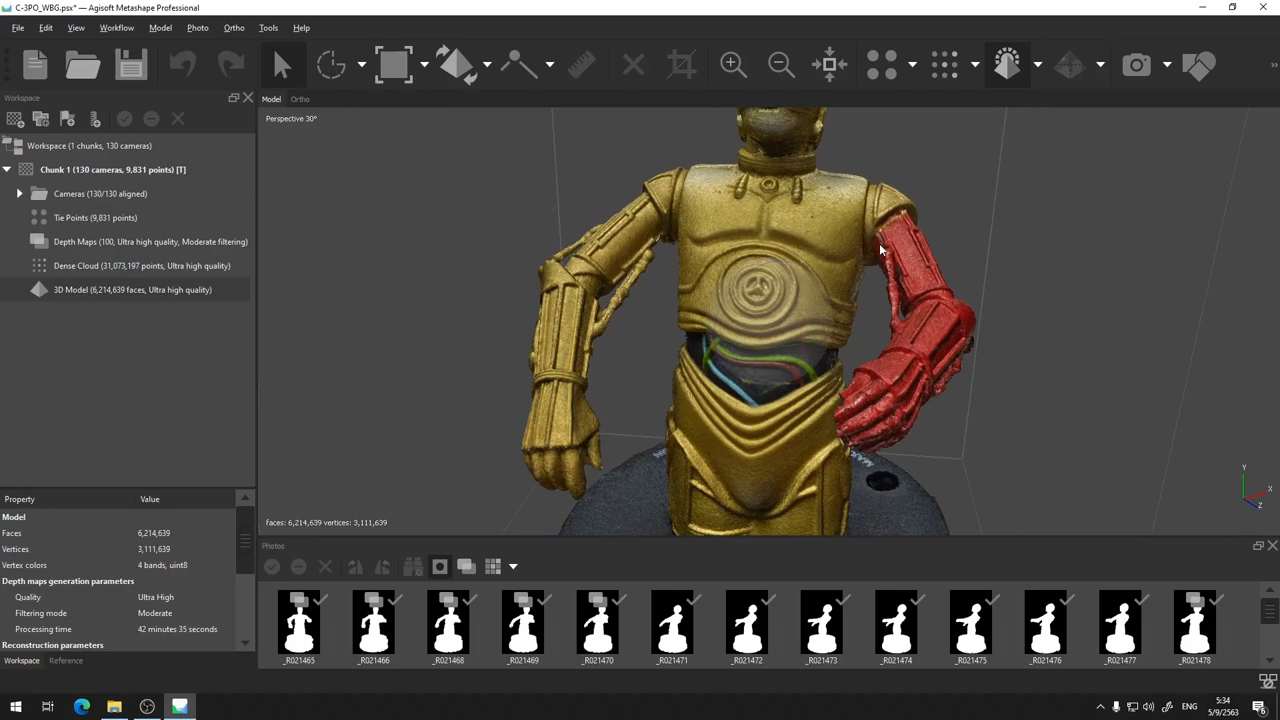 C-3PO_WBG.psx* — Agisoft Metashape Professional
File Edit View Workflow Model Photo Ortho Tools Help
Workspace
Model Ortho
Perspective 30°
Workspace (1 chunks, 130 cameras)
Chunk 1 (130 cameras, 9,831 points) [T]
Cameras (130/130 aligned)
Tie Points (9,831 points)
Depth Maps (100, Ultra high quality, Moderate filtering)
Dense Cloud (31,073,197 points, Ultra high quality)
3D Model (6,214,639 faces, Ultra high quality)
Property Value
Model
Faces 6,214,639
Vertices 3,111,639
Vertex colors 4 bands, uint8
Depth maps generation parameters
Quality Ultra High
Filtering mode Moderate
Processing time 42 minutes 35 seconds
Reconstruction parameters
Workspace Reference
faces: 6,214,639 vertices: 3,111,639
Y
X
Z
Photos
_R021465 _R021466 _R021468 _R021469 _R021470 _R021471 _R021472 _R021473 _R021474 _R021475 _R021476 _R021477 _R021478
ENG
5:34
5/9/2563
5